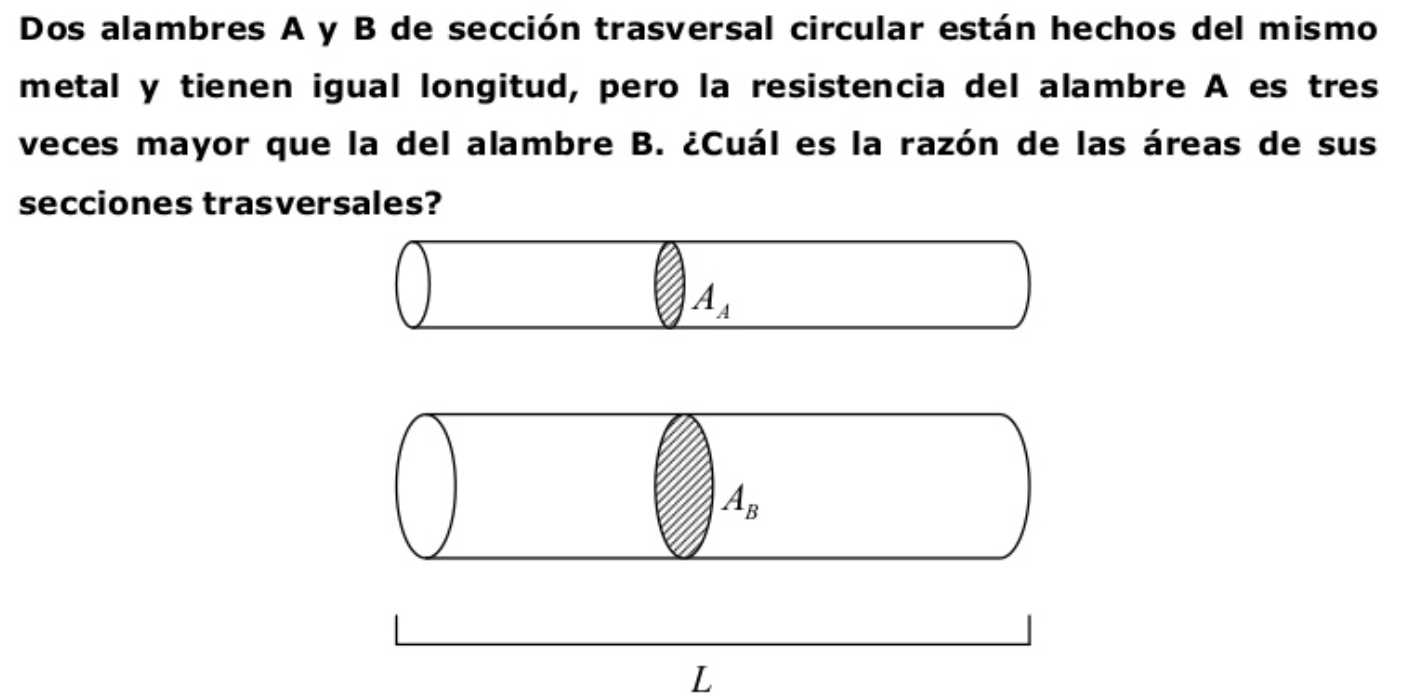 Dos alambres A y B de sección trasversal circular están hechos del mismo
metal y tienen igual longitud, pero la resistencia del alambre A es tres
veces mayor que la del alambre B. ¿Cuál es la razón de las áreas de sus
secciones trasversales?
A_A
A_B
L